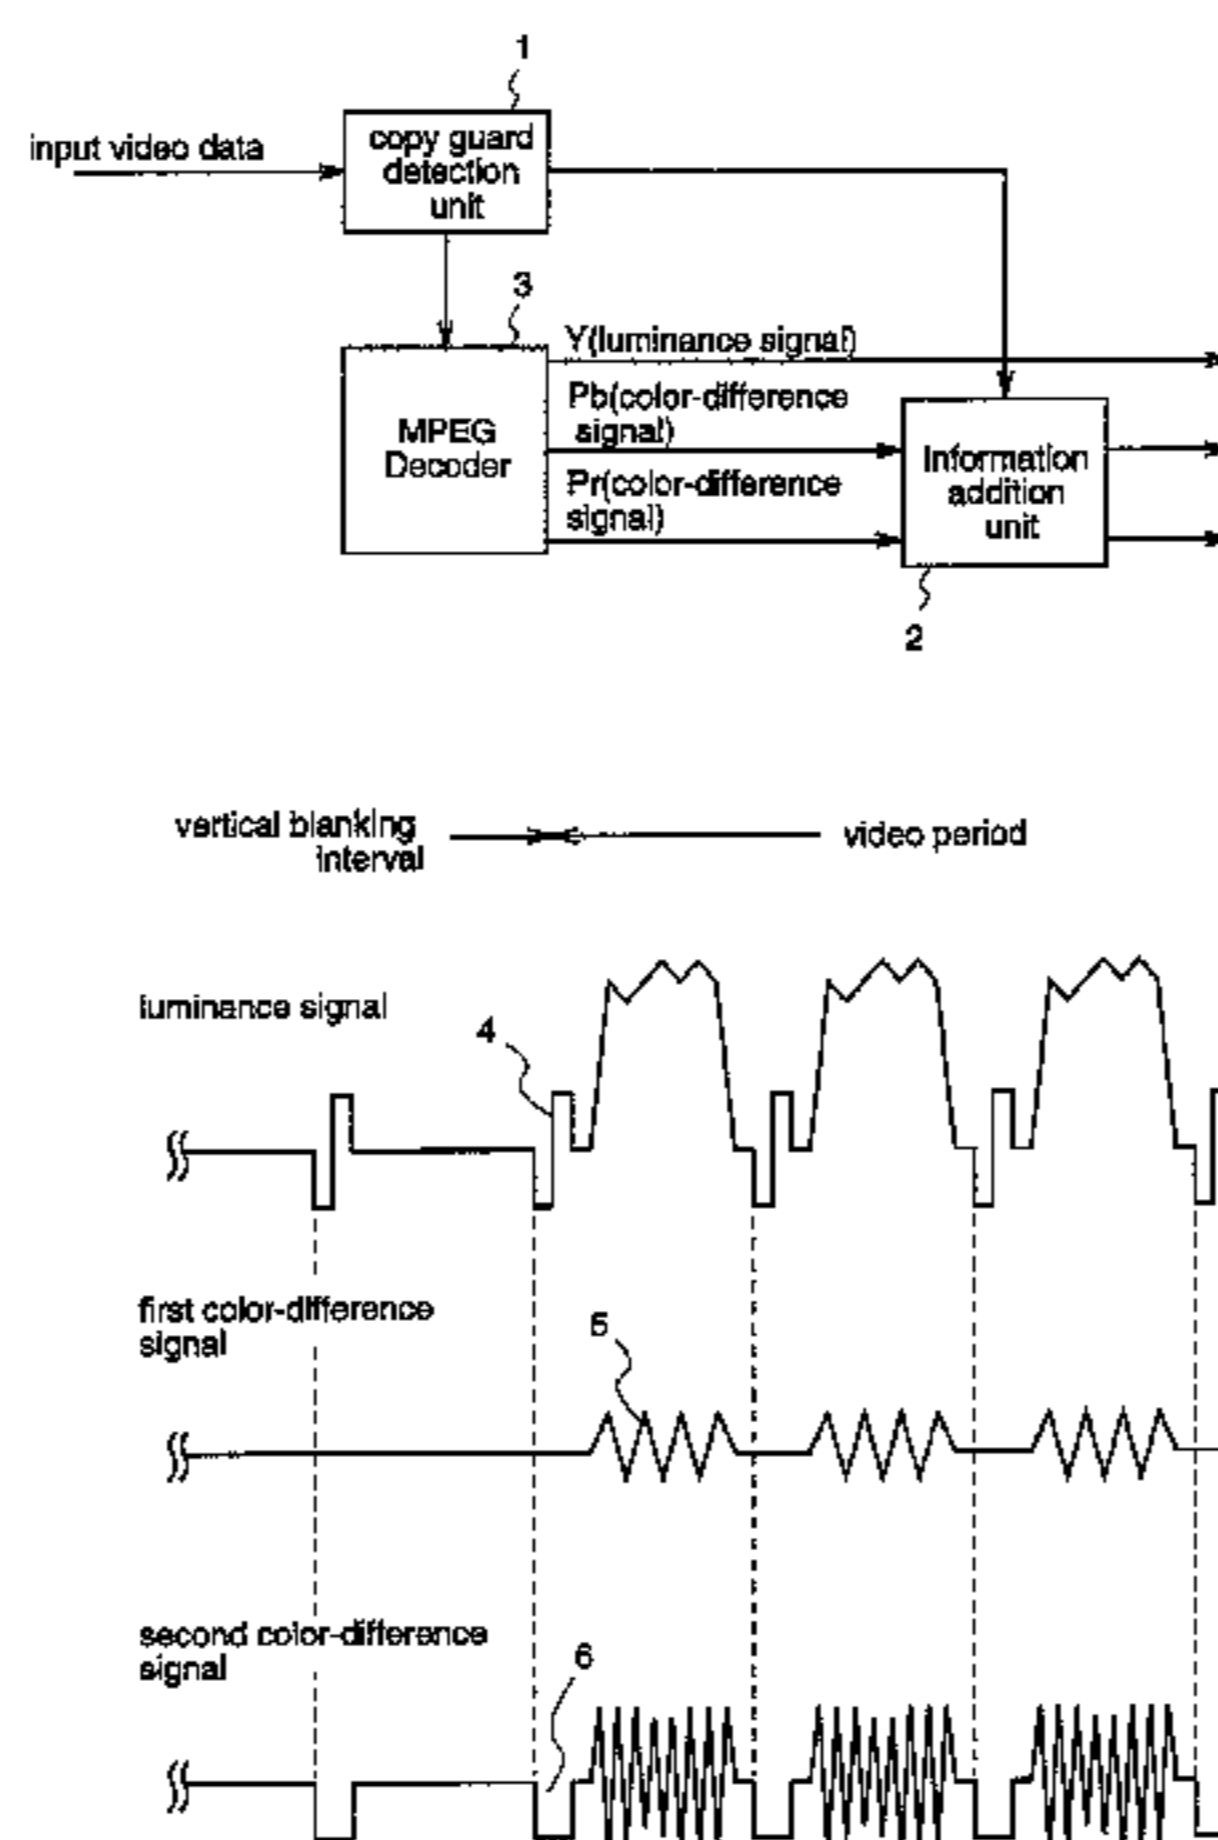 1
input video data
copy guard
detection
unit
3
Y(luminance signal)
Pb(color-difference
signal)
MPEG
Decoder
Pr(color-difference
signal)
Information
addition
unit
2
vertical blanking
interval
video period
luminance signal
4
first color-difference
signal
5
second color-difference
signal
6